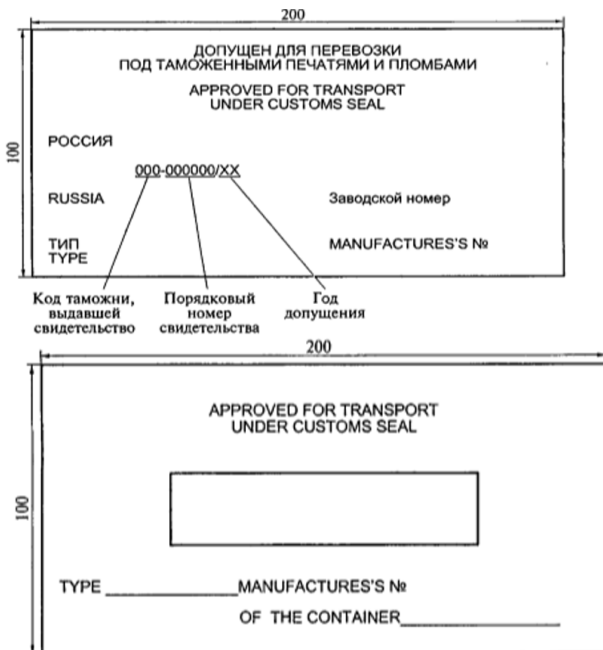 200
ДОПУЩЕН ДЛЯ ПЕРЕВОЗКИ
ПОД ТАМОЖЕННЫМИ ПЕЧАТЯМИ И ПЛОМБАМИ
APPROVED FOR TRANSPORT
UNDER CUSTOMS SEAL
100
РОССИЯ
000-000000/XX
RUSSIA
Заводской номер
ТИП
TYPE
MANUFACTURES'S №
Код таможни,
выдавшей
свидетельство
Порядковый
номер
свидетельства
Год
допущения
200
APPROVED FOR TRANSPORT
UNDER CUSTOMS SEAL
100
TYPE MANUFACTURES'S №
OF THE CONTAINER